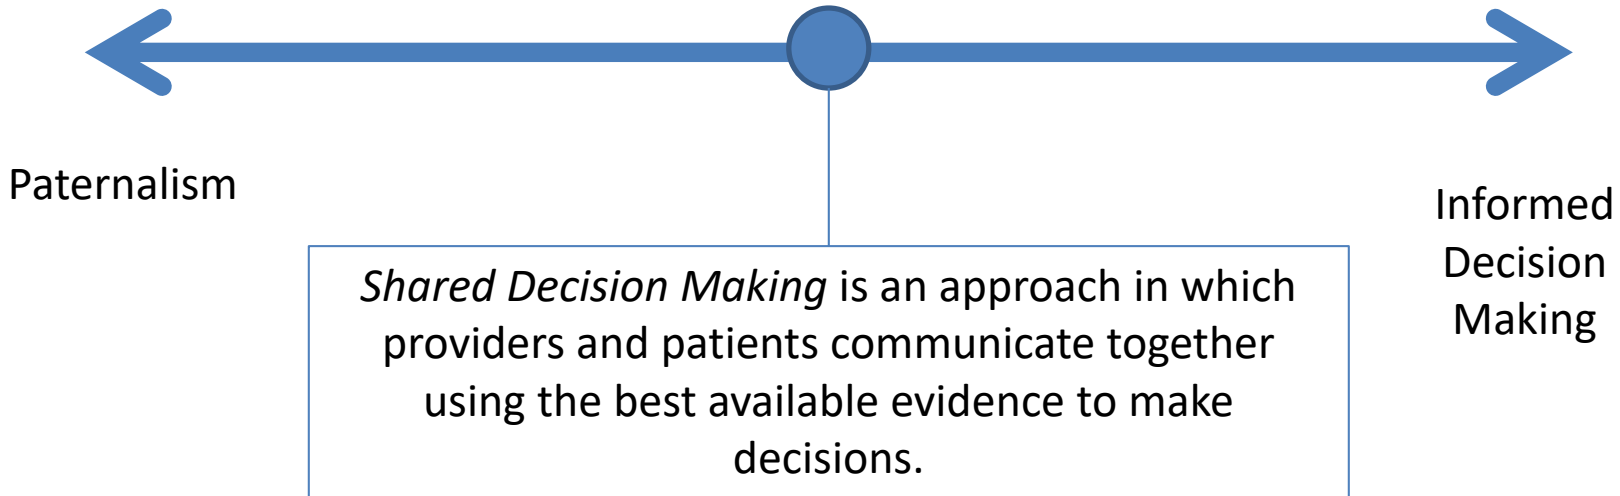 Paternalism
Informed
Decision
Making
Shared Decision Making is an approach in which
providers and patients communicate together
using the best available evidence to make
decisions.